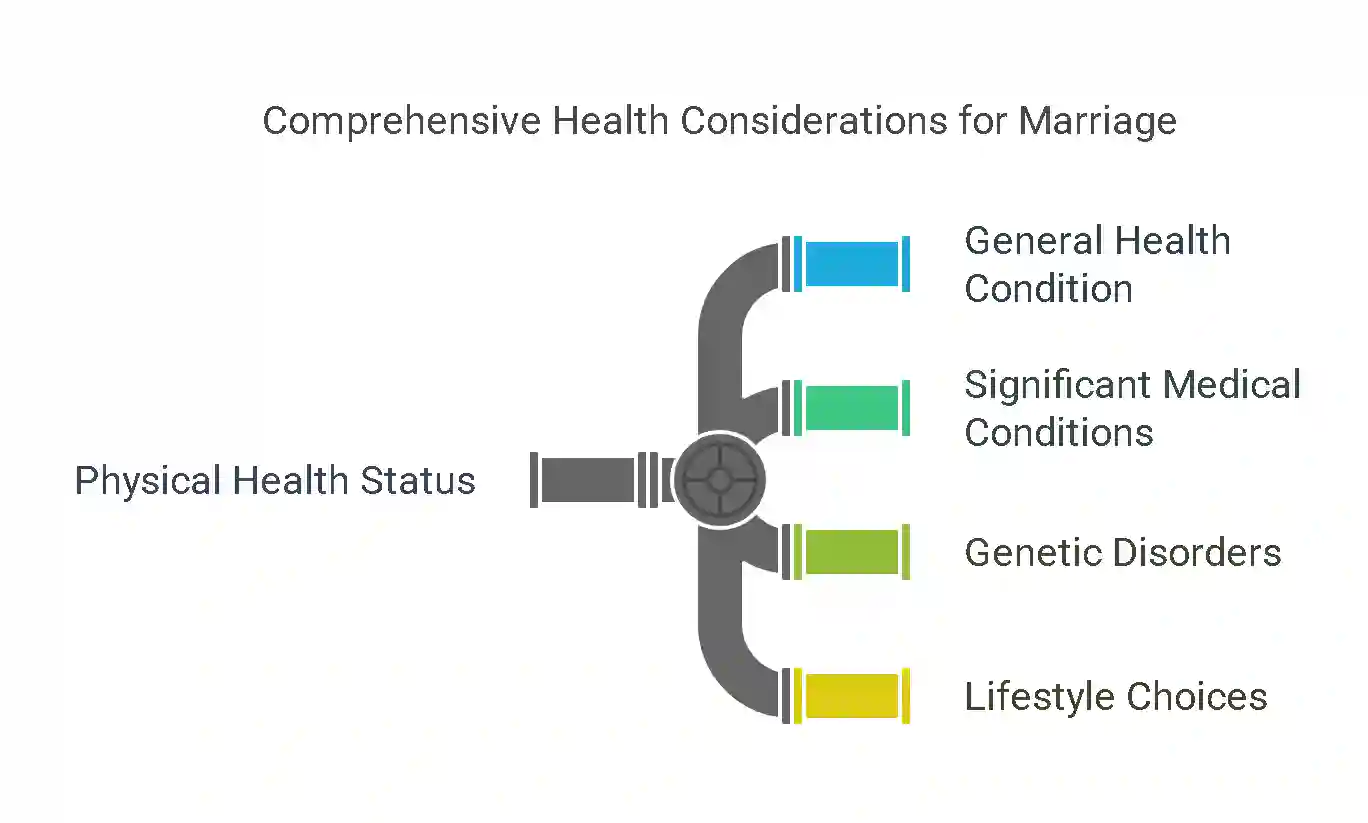 Comprehensive Health Considerations for Marriage
General Health
Condition
Significant Medical
Conditions
Physical Health Status
Genetic Disorders
Lifestyle Choices